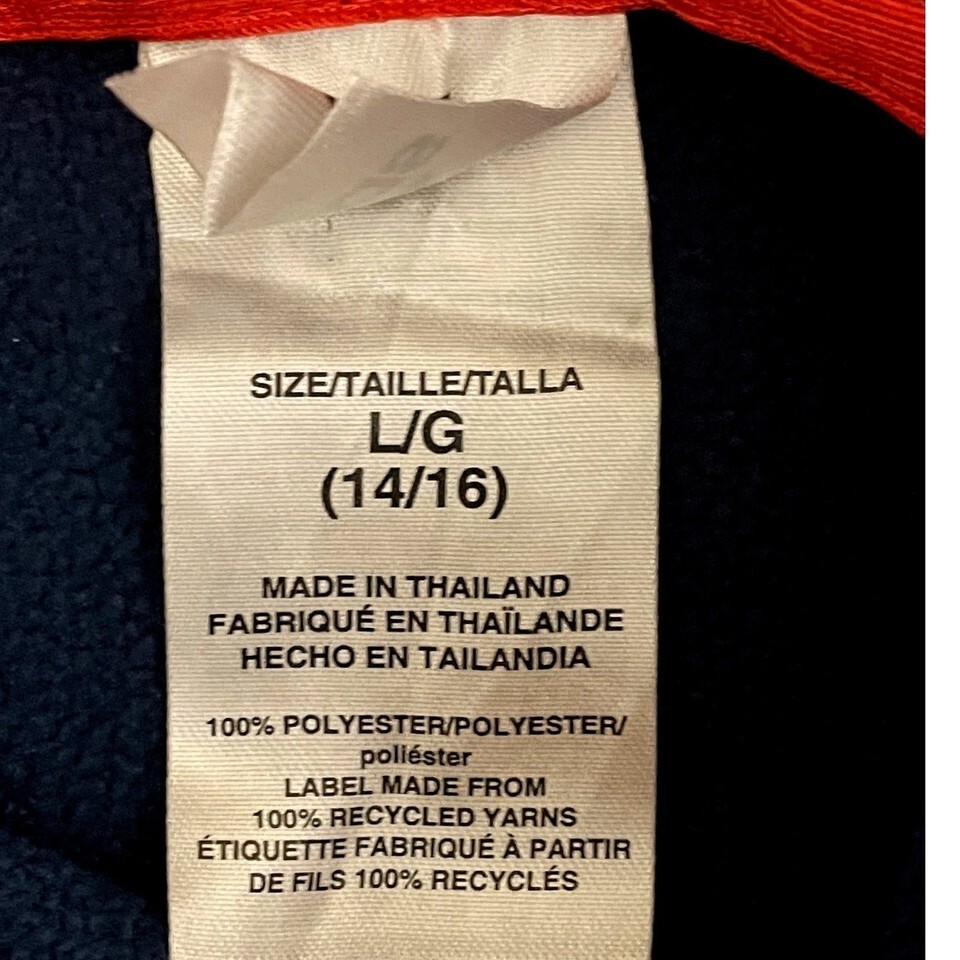 SIZE/TAILLE/TALLA
L/G
(14/16)
MADE IN THAILAND
FABRIQUÉ EN THAÏLANDE
HECHO EN TAILANDIA
100% POLYESTER/POLYESTER/
poliéster
LABEL MADE FROM
100% RECYCLED YARNS
ÉTIQUETTE FABRIQUÉ À PARTIR
DE FILS 100% RECYCLÉS